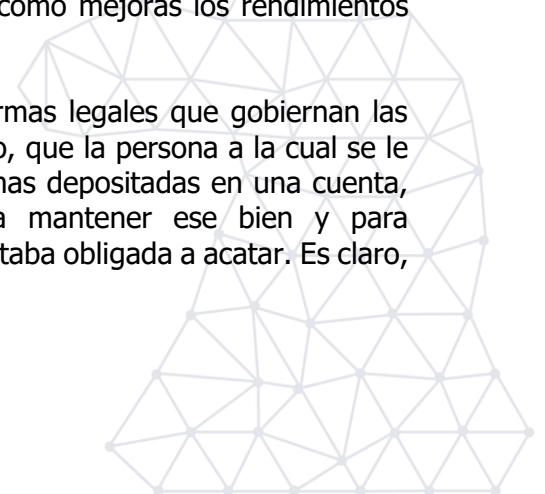 como mejoras los rendimientos
rmas legales que gobiernan las
o, que la persona a la cual se le
nas depositadas en una cuenta,
a mantener ese bien y para
taba obligada a acatar. Es claro,